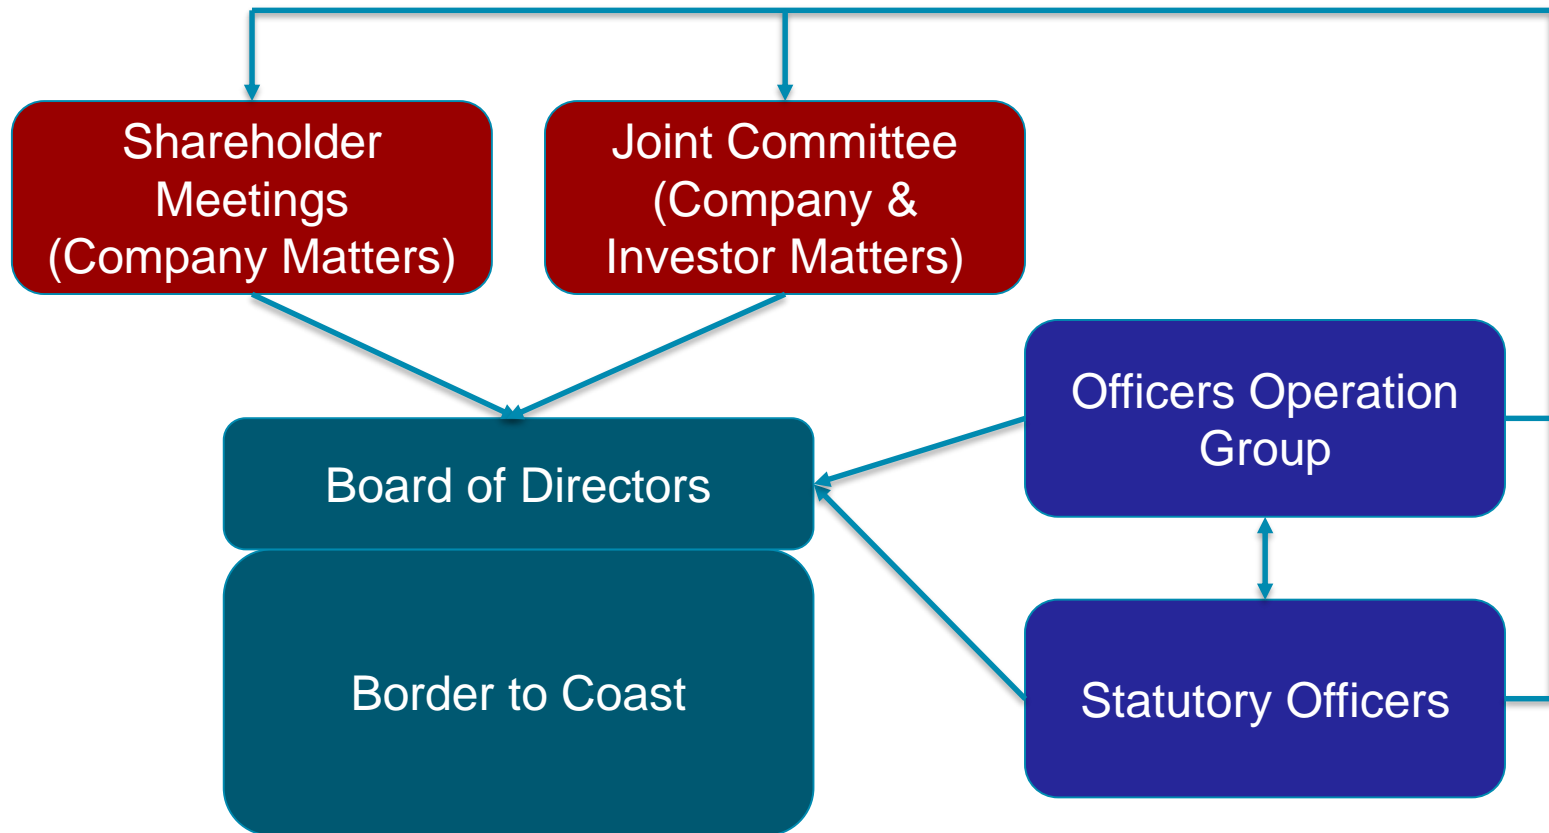 Shareholder
Meetings
(Company Matters)
Joint Committee
(Company &
Investor Matters)
Officers Operation
Group
Board of Directors
Border to Coast
Statutory Officers